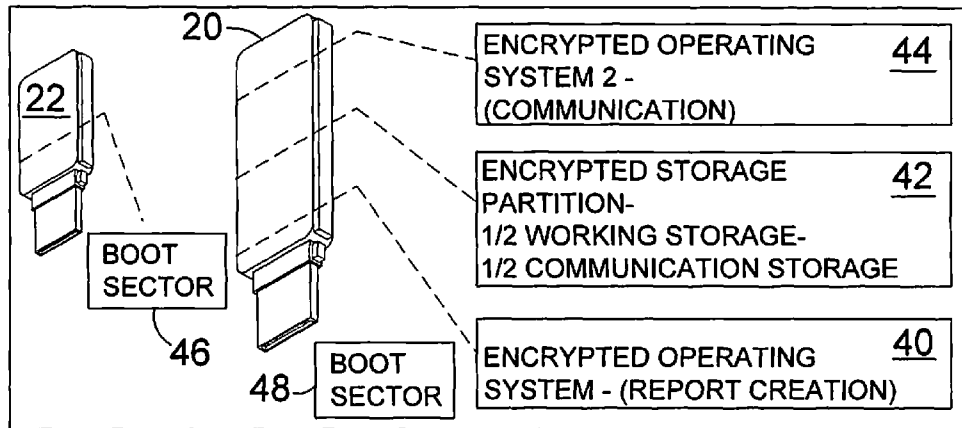 20
22
ENCRYPTED OPERATING
SYSTEM 2 -
(COMMUNICATION)
44
ENCRYPTED STORAGE
PARTITION-
1/2 WORKING STORAGE-
1/2 COMMUNICATION STORAGE
42
BOOT
SECTOR
46
BOOT
SECTOR
48
ENCRYPTED OPERATING
SYSTEM - (REPORT CREATION)
40